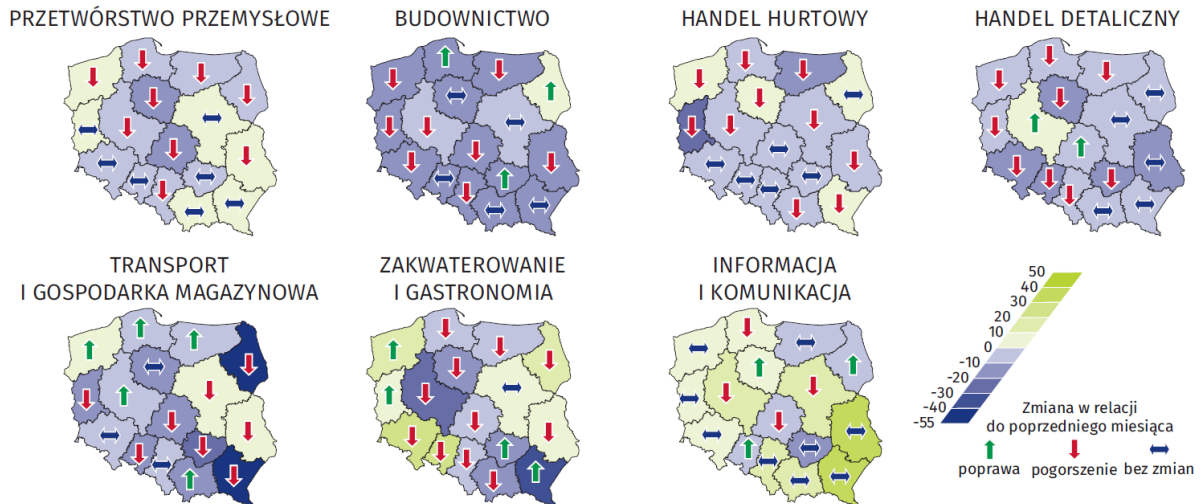 PRZETWÓRSTWO PRZEMYSŁOWE
BUDOWNICTWO
HANDEL HURTOWY
HANDEL DETALICZNY
TRANSPORT
I GOSPODARKA MAGAZYNOWA
ZAKWATEROWANIE
I GASTRONOMIA
INFORMACJA
I KOMUNIKACJA
50
40
30
20
10
0
-10
-20
-30
-40
-55
Zmiana w relacji
do poprzedniego miesiąca
poprawa
pogorszenie
bez zmian